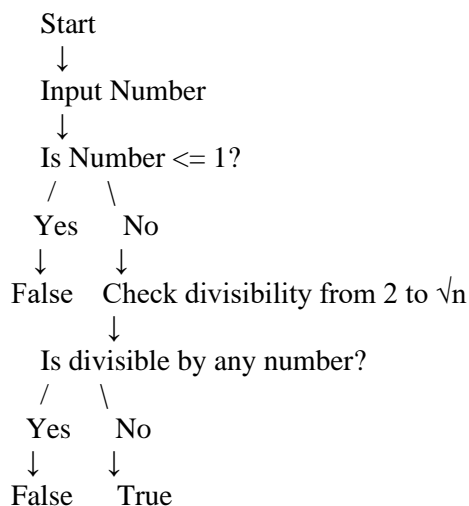 Start
↓
Input Number
↓
Is Number <= 1?
/ \
Yes No
↓ ↓
False Check divisibility from 2 to √n
↓
Is divisible by any number?
/ \
Yes No
↓ ↓
False True